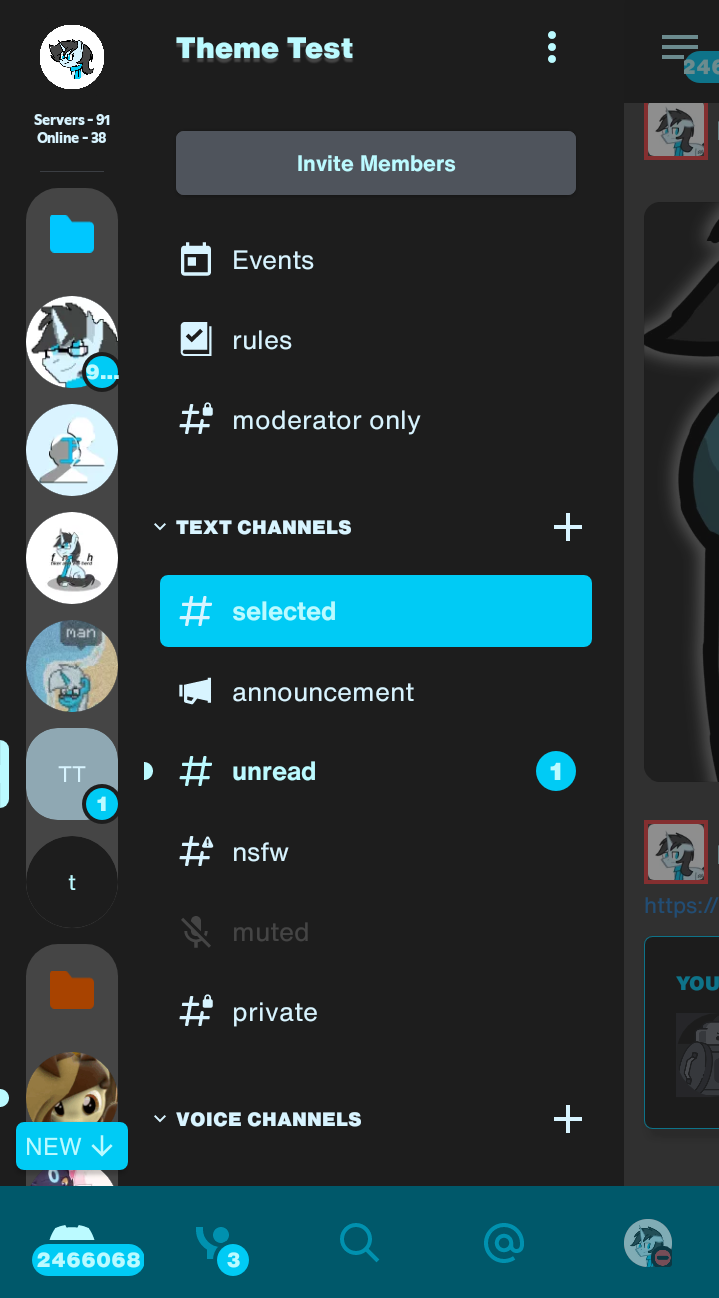 Theme Test
246
Servers - 91
Online - 38
Invite Members
Events
9...
rules
moderator only
TEXT CHANNELS
selected
man
announcement
TT
1
unread
1
nsfw
t
muted
https://
YOU
private
VOICE CHANNELS
NEW
2466068
3